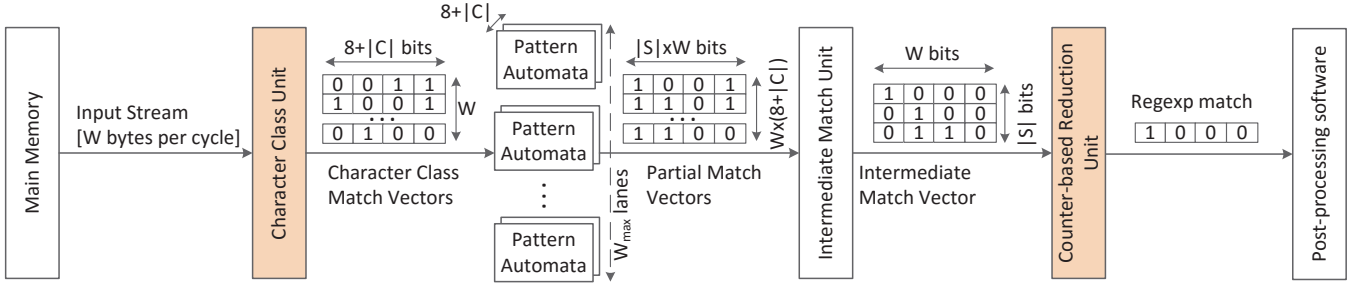 Main Memory
Input Stream
[W bytes per cycle]
Character Class Unit
8+|C| bits
0 0 1 1
1 0 0 1
...
0 1 0 0
W
Character Class
Match Vectors
8+|C|
Pattern
Automata
Pattern
Automata
...
Pattern
Automata
W_max lanes
|S|xW bits
1 0 0 1
1 1 0 1
...
1 1 0 0
Wx(8+|C|)
Partial Match
Vectors
Intermediate Match Unit
W bits
1 0 0 0
0 1 0 0
0 1 1 0
|S| bits
Intermediate
Match Vector
Counter-based Reduction
Unit
Regexp match
1 0 0 0
Post-processing software